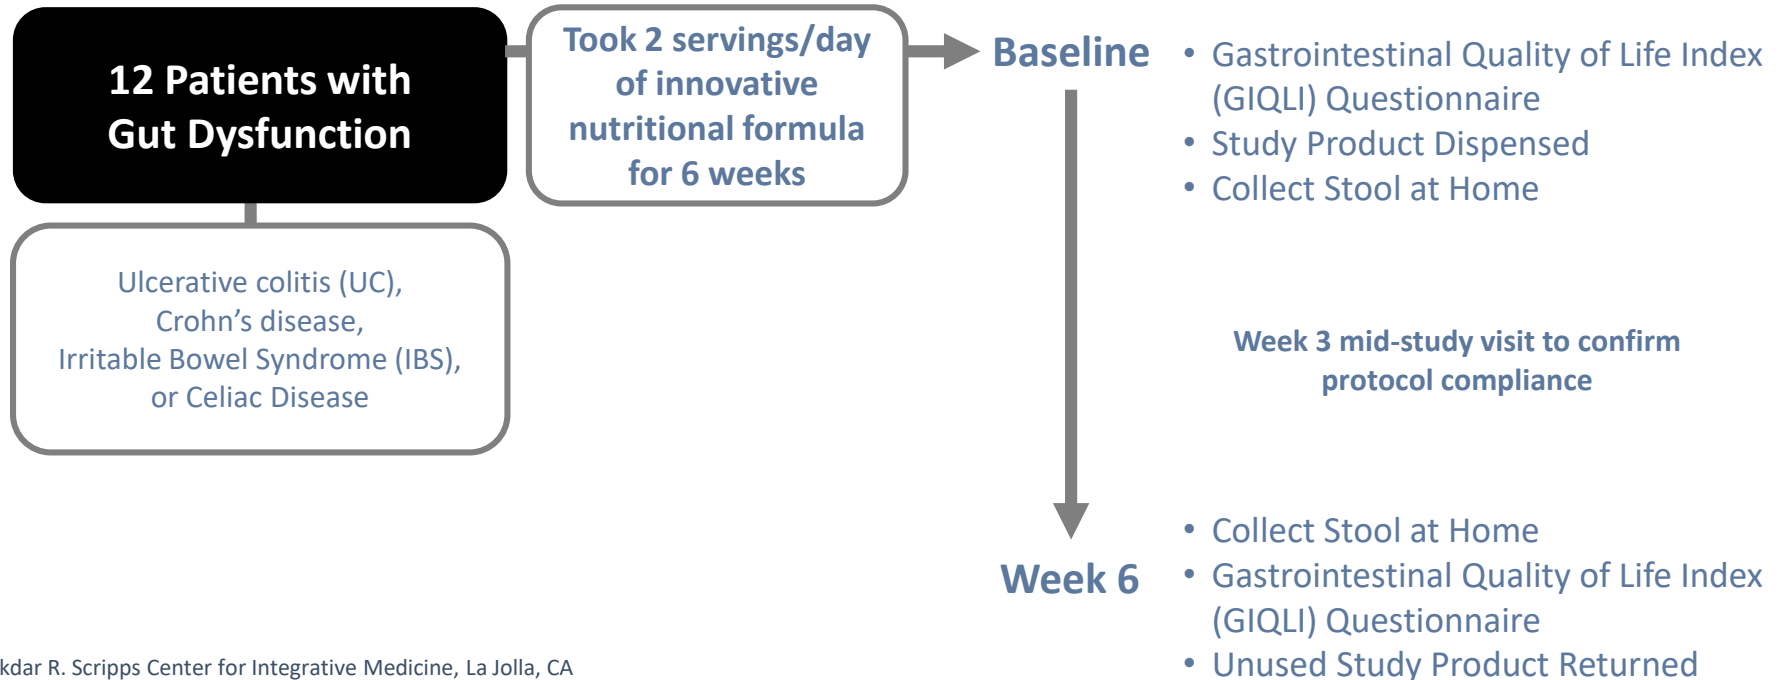 12 Patients with
Gut Dysfunction
Took 2 servings/day
of innovative
nutritional formula
for 6 weeks
Baseline
• Gastrointestinal Quality of Life Index
(GIQLI) Questionnaire
• Study Product Dispensed
• Collect Stool at Home
Ulcerative colitis (UC),
Crohn’s disease,
Irritable Bowel Syndrome (IBS),
or Celiac Disease
Week 3 mid-study visit to confirm
protocol compliance
Week 6
• Collect Stool at Home
• Gastrointestinal Quality of Life Index
(GIQLI) Questionnaire
• Unused Study Product Returned
R. Scripps Center for Integrative Medicine, La Jolla, CA